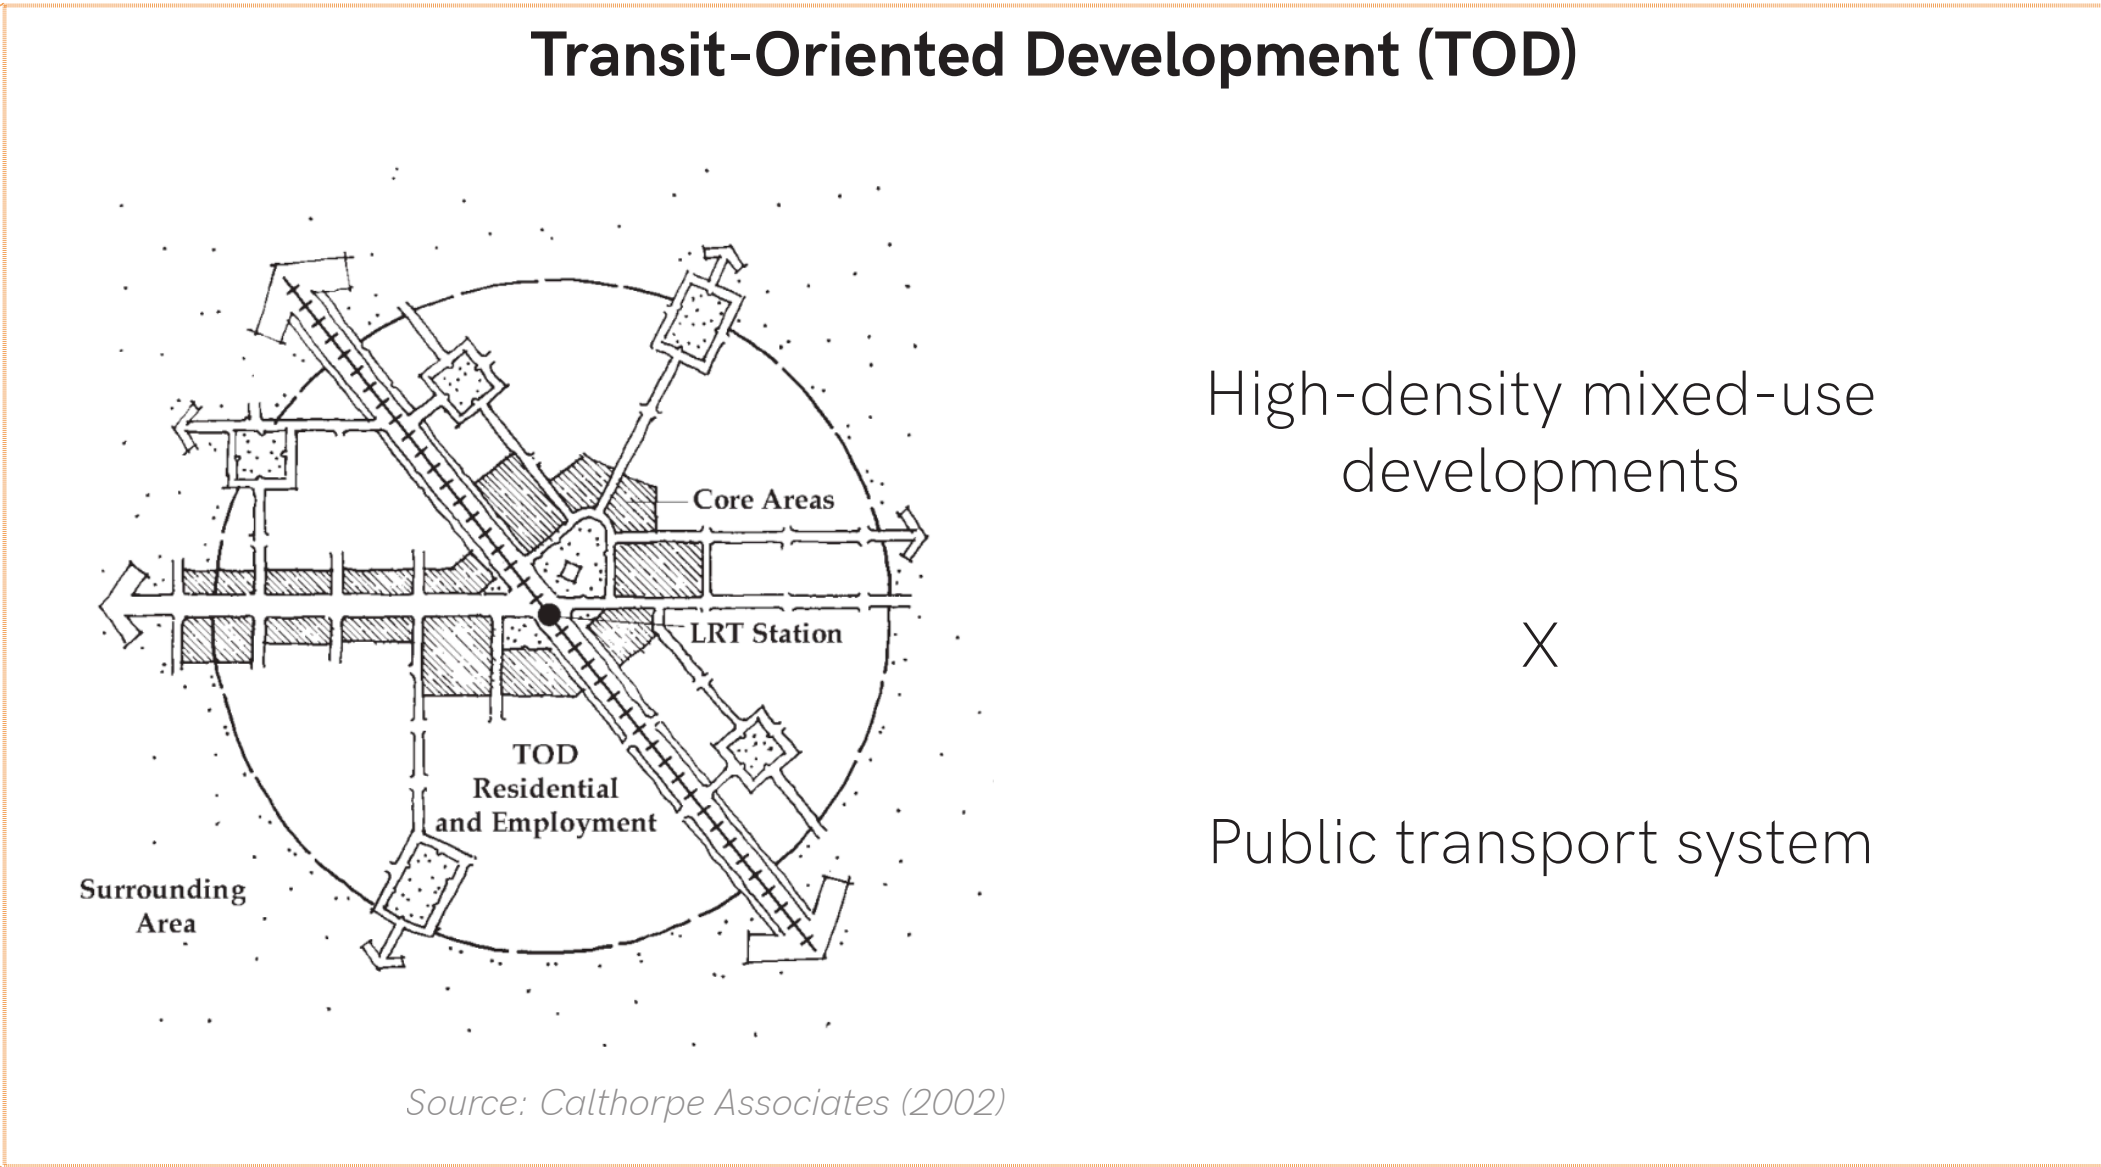 Transit-Oriented Development (TOD)
Core Areas
LRT Station
TOD
Residential
and Employment
Surrounding
Area
Source: Calthorpe Associates (2002)
High-density mixed-use
developments
X
Public transport system